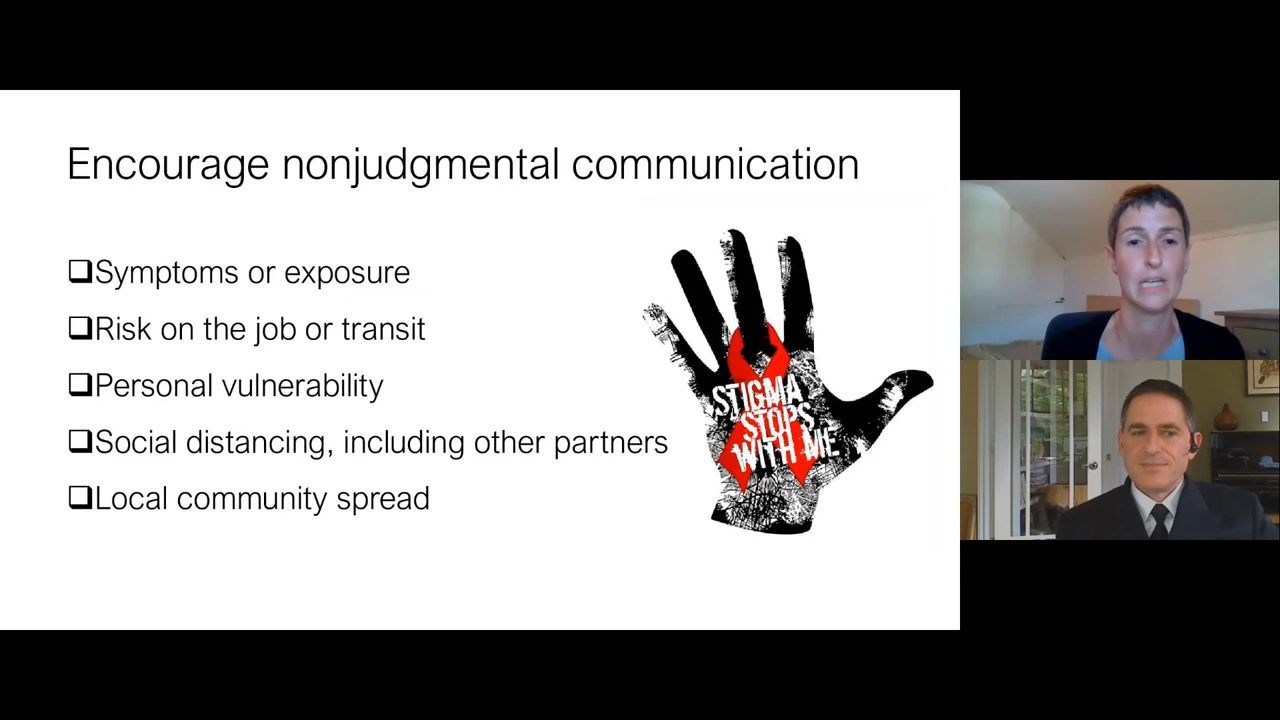 Encourage nonjudgmental communication
❑Symptoms or exposure
❑Risk on the job or transit
❑Personal vulnerability
❑Social distancing, including other partners
❑Local community spread
STIGMA
STOPS
WITH ME